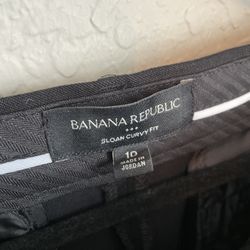 BANANA REPUBLIC
SLOAN CURVY FIT
10
MADE IN
JORDAN